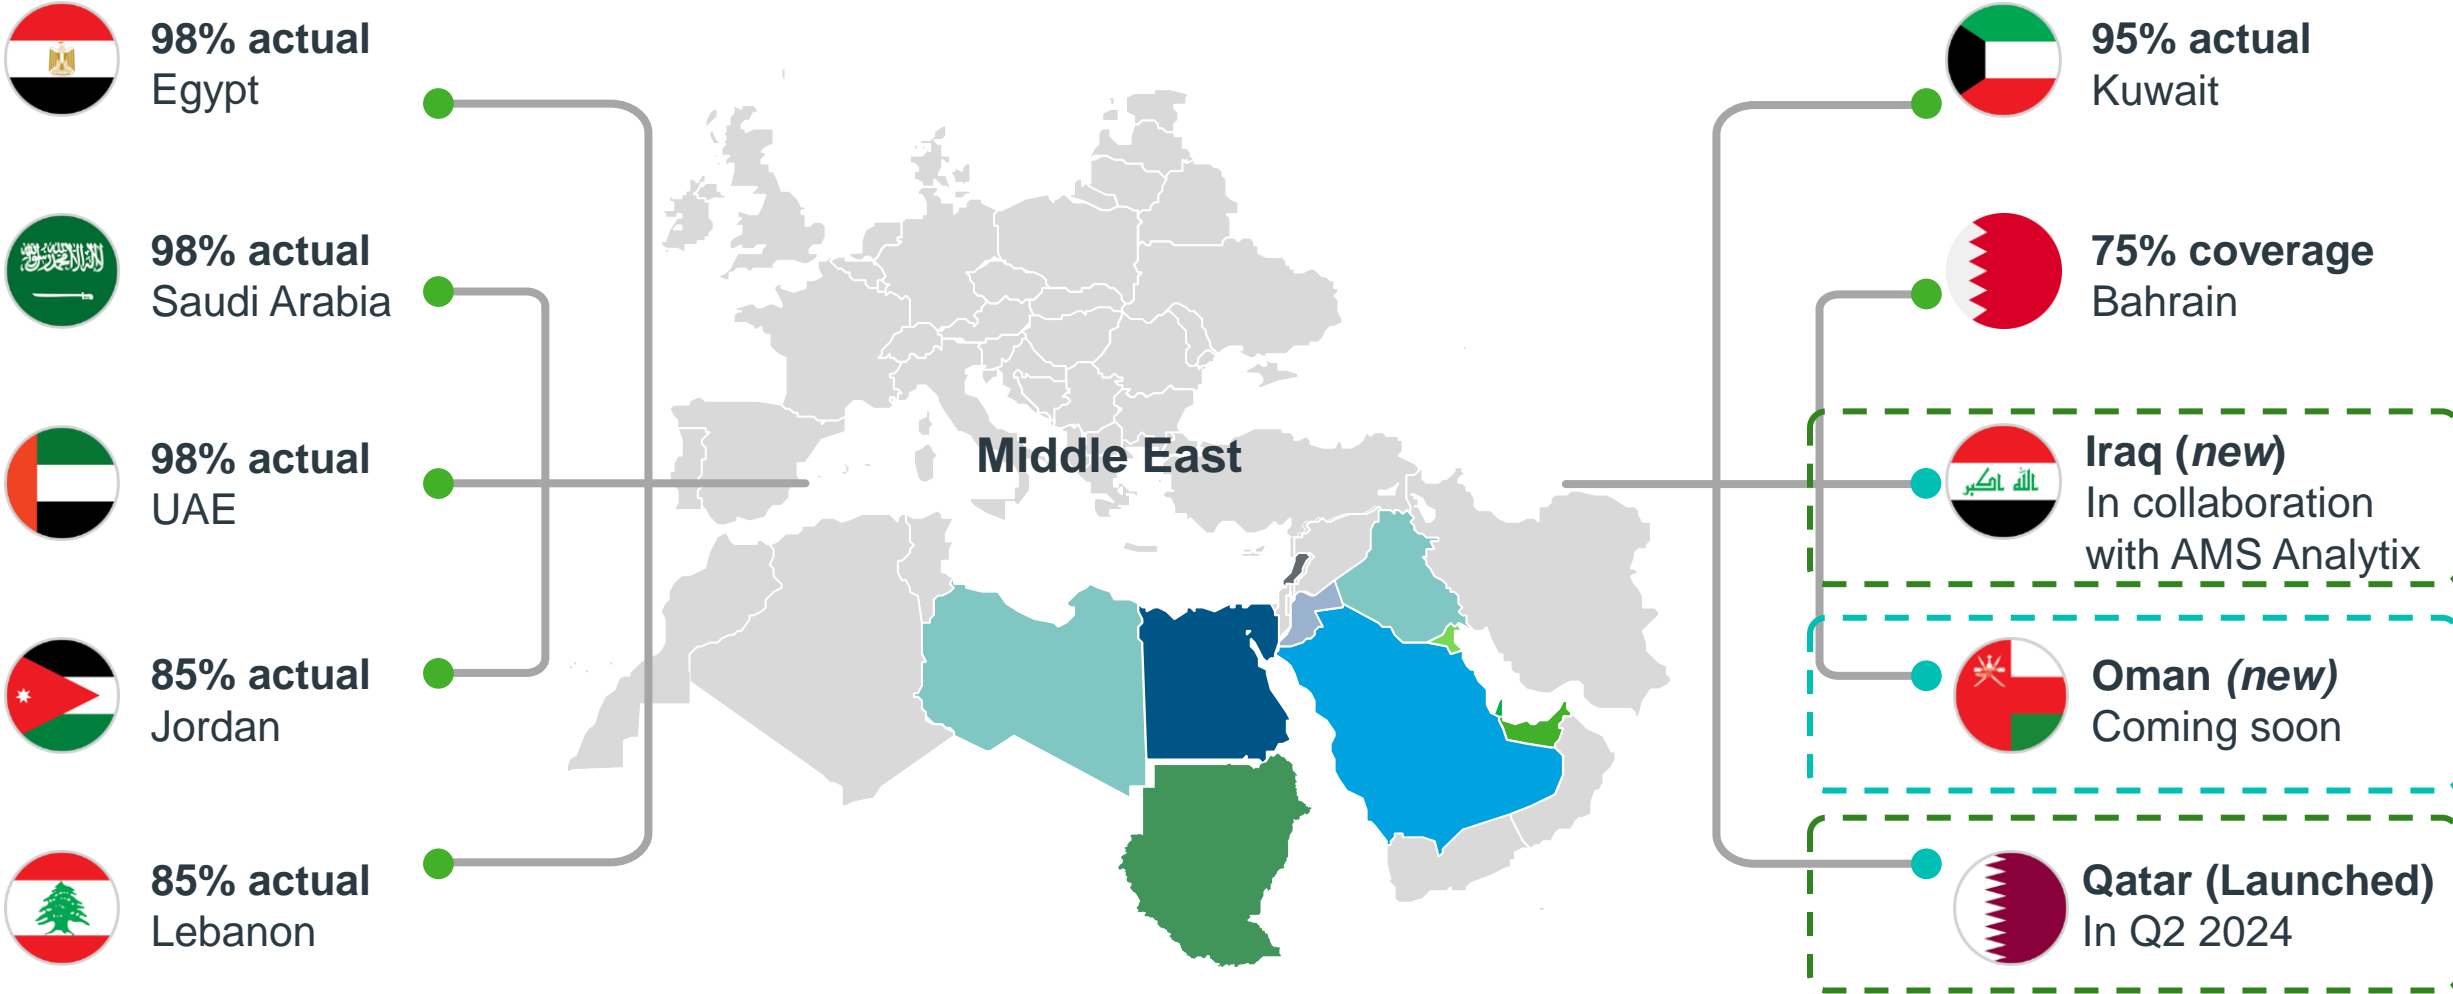 98% actual
Egypt
98% actual
Saudi Arabia
98% actual
UAE
85% actual
Jordan
85% actual
Lebanon
Middle East
95% actual
Kuwait
75% coverage
Bahrain
الله اكبر
Iraq (new)
In collaboration
with AMS Analytix
Oman (new)
Coming soon
Qatar (Launched)
In Q2 2024